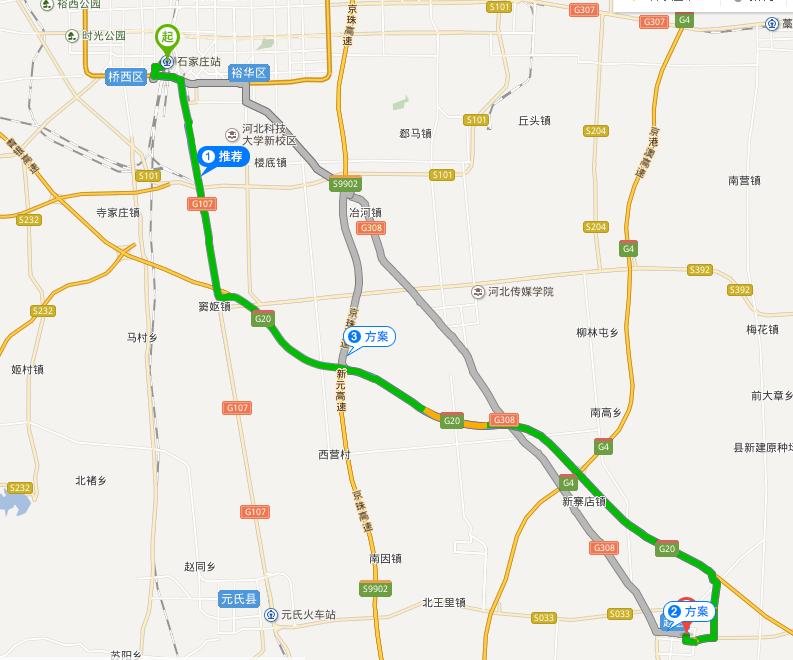 裕西公园
时光公园
起
石家庄站
桥西区
裕华区
京珠高速
S101
G307
G307
G4
藁
河北科技
大学新校区
郄马镇
S101
丘头镇
S204
京港澳高速
1 推荐
楼底镇
S101
S9902
S101
南营镇
寺家庄镇
G107
冶河镇
S232
G308
S204
G4
S392
S392
河北传媒学院
窦妪镇
G20
S232
马村乡
3 方案
柳林屯乡
梅花镇
姬村镇
新元高速
前大章乡
G107
G20
G308
南高乡
G4
县新建原种场
西营村
北褚乡
S232
G4
京珠高速
新寨店镇
G107
G308
G20
南因镇
赵同乡
S9902
元氏县
元氏火车站
北王里镇
S033
S033
2 方案
苏阳乡